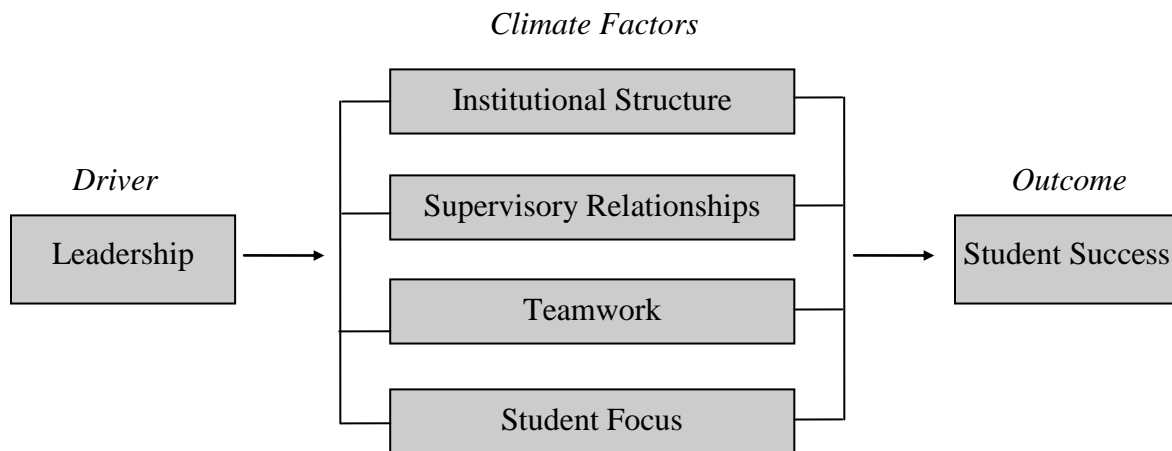 Climate Factors
Institutional Structure
Driver
Leadership
Supervisory Relationships
Teamwork
Student Focus
Outcome
Student Success